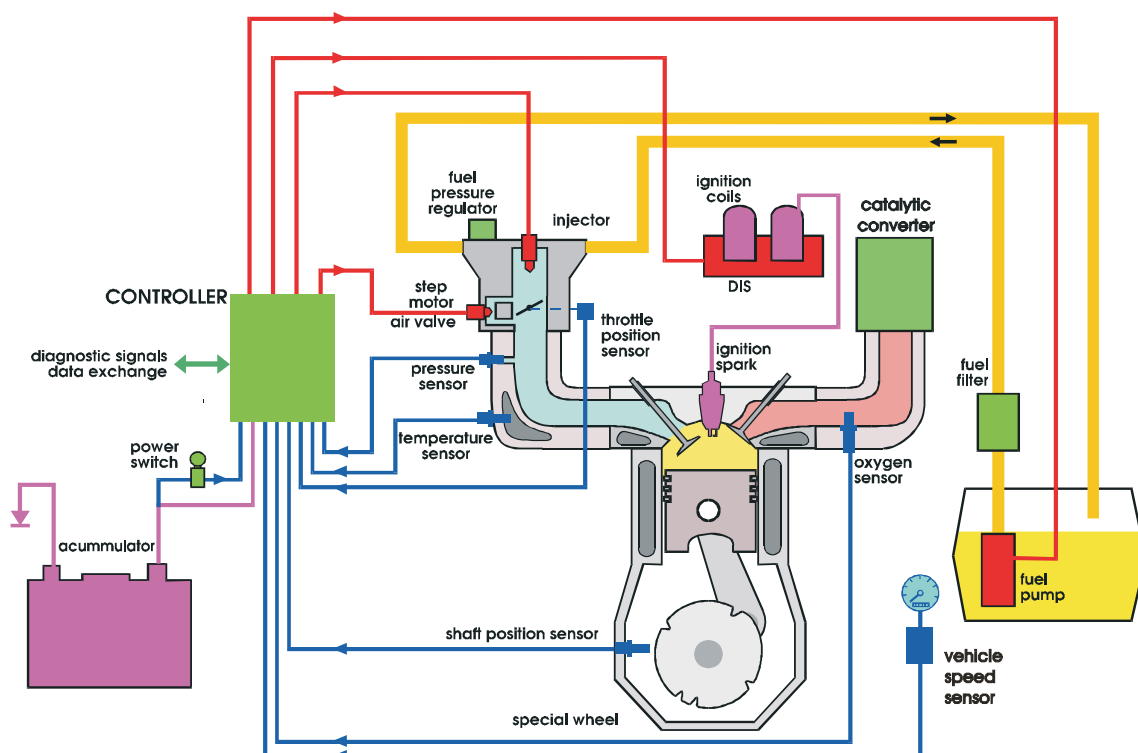 fuel
pressure
regulator
injector
ignition
coils
catalytic
converter
DIS
CONTROLLER
step
motor
air valve
throttle
position
sensor
diagnostic signals
data exchange
pressure
sensor
ignition
spark
fuel
filter
power
switch
temperature
sensor
oxygen
sensor
acummulator
fuel
pump
shaft position sensor
vehicle
speed
sensor
special wheel